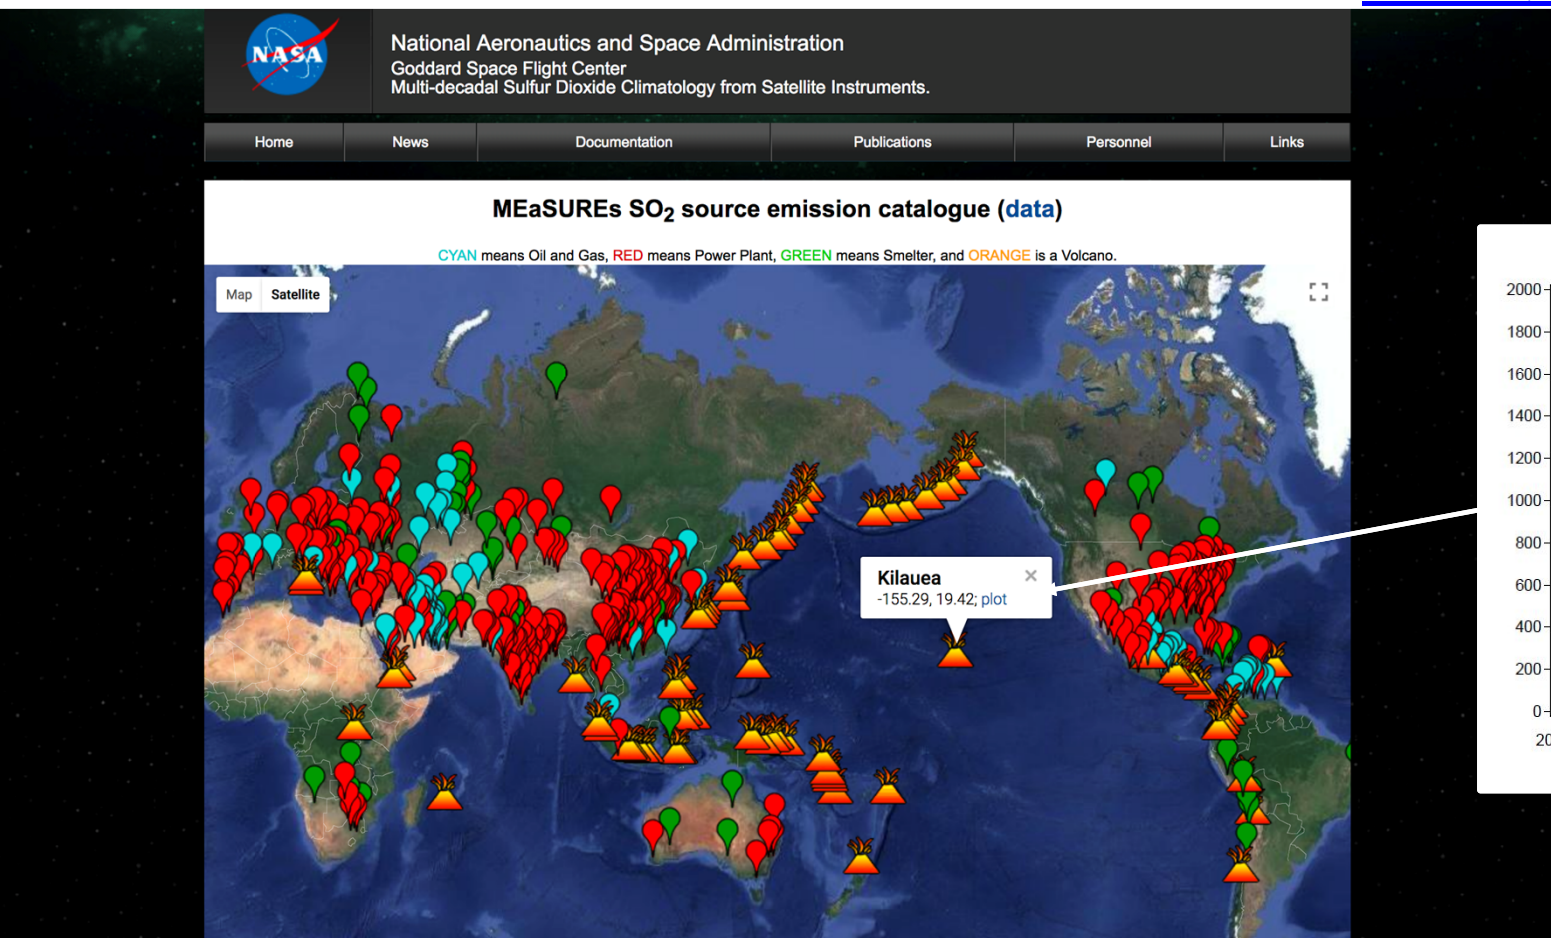 NASA
National Aeronautics and Space Administration
Goddard Space Flight Center
Multi-decadal Sulfur Dioxide Climatology from Satellite Instruments.
Home News Documentation Publications Personnel Links
MEaSUREs SO2 source emission catalogue (data)
CYAN means Oil and Gas, RED means Power Plant, GREEN means Smelter, and ORANGE is a Volcano.
Map Satellite
Kilauea
-155.29, 19.42; plot
2000
1800
1600
1400
1200
1000
800
600
400
200
0